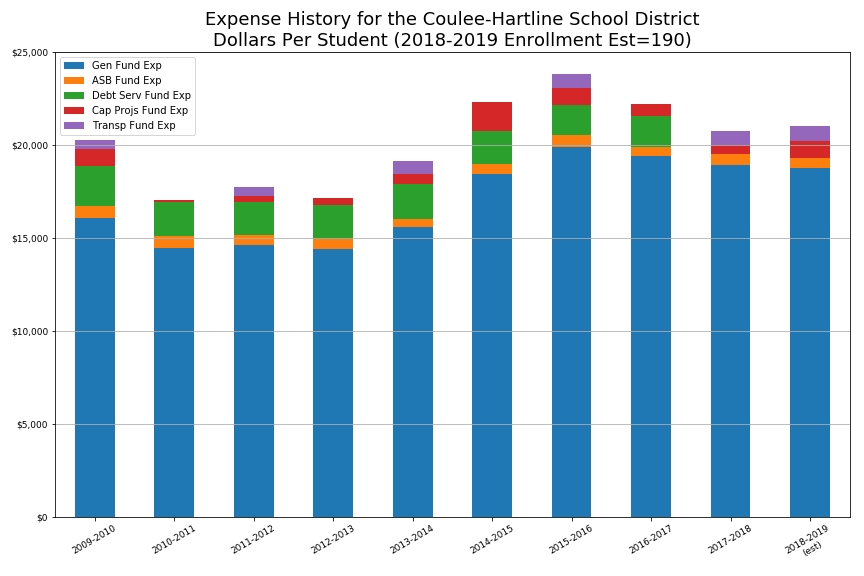 Expense History for the Coulee-Hartline School District
Dollars Per Student (2018-2019 Enrollment Est=190)
$25,000
$20,000
$15,000
$10,000
$5,000
$0
Gen Fund Exp
ASB Fund Exp
Debt Serv Fund Exp
Cap Projs Fund Exp
Transp Fund Exp
2009-2010
2010-2011
2011-2012
2012-2013
2013-2014
2014-2015
2015-2016
2016-2017
2017-2018
2018-2019
(est)